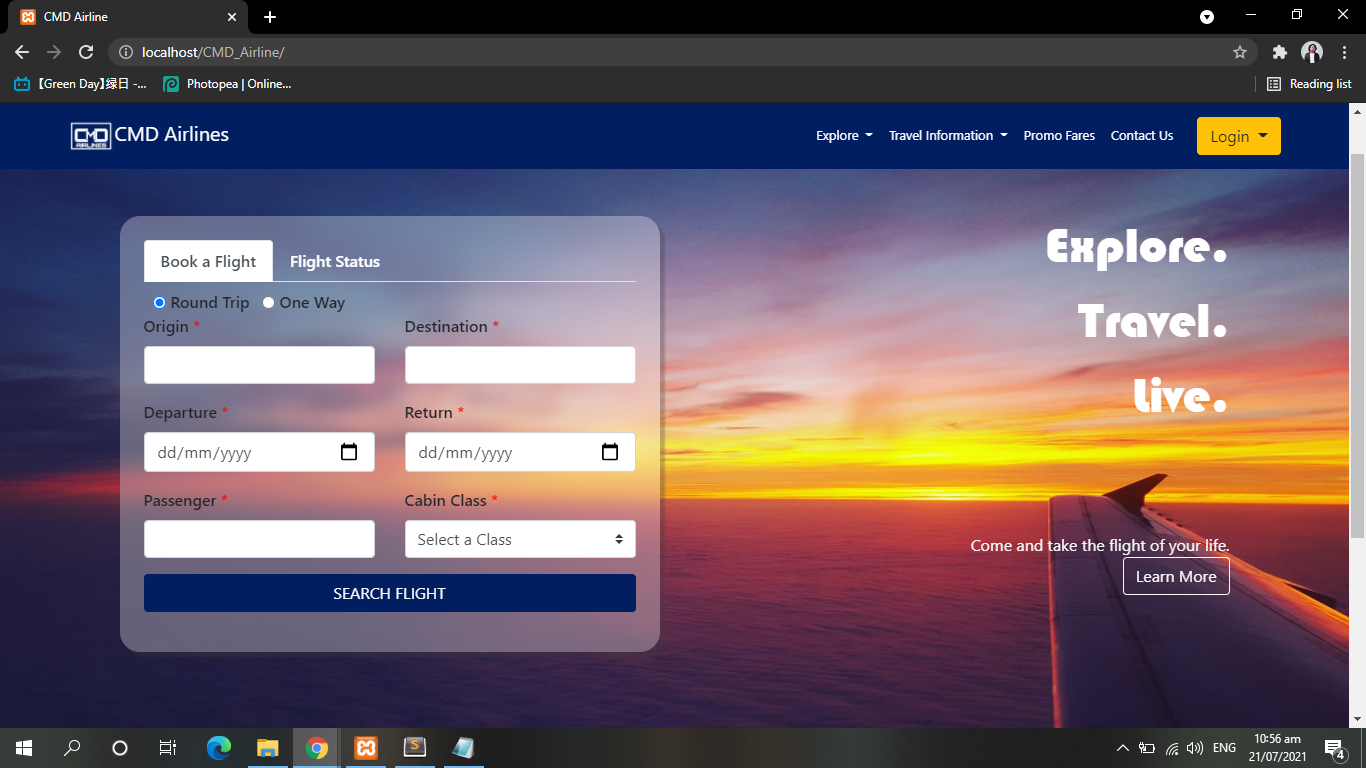 CMD Airline
localhost/CMD_Airline/
【Green Day】绿日 -...
Photopea | Online...
Reading list
CMD AIRLINES
CMD Airlines
Explore
Travel Information
Promo Fares
Contact Us
Login
Book a Flight
Flight Status
Round Trip
One Way
Origin *
Destination *
Departure *
Return *
dd/mm/yyyy
dd/mm/yyyy
Passenger *
Cabin Class *
Select a Class
SEARCH FLIGHT
Explore.
Travel.
Live.
Come and take the flight of your life.
Learn More
ENG
10:56 am
21/07/2021
4